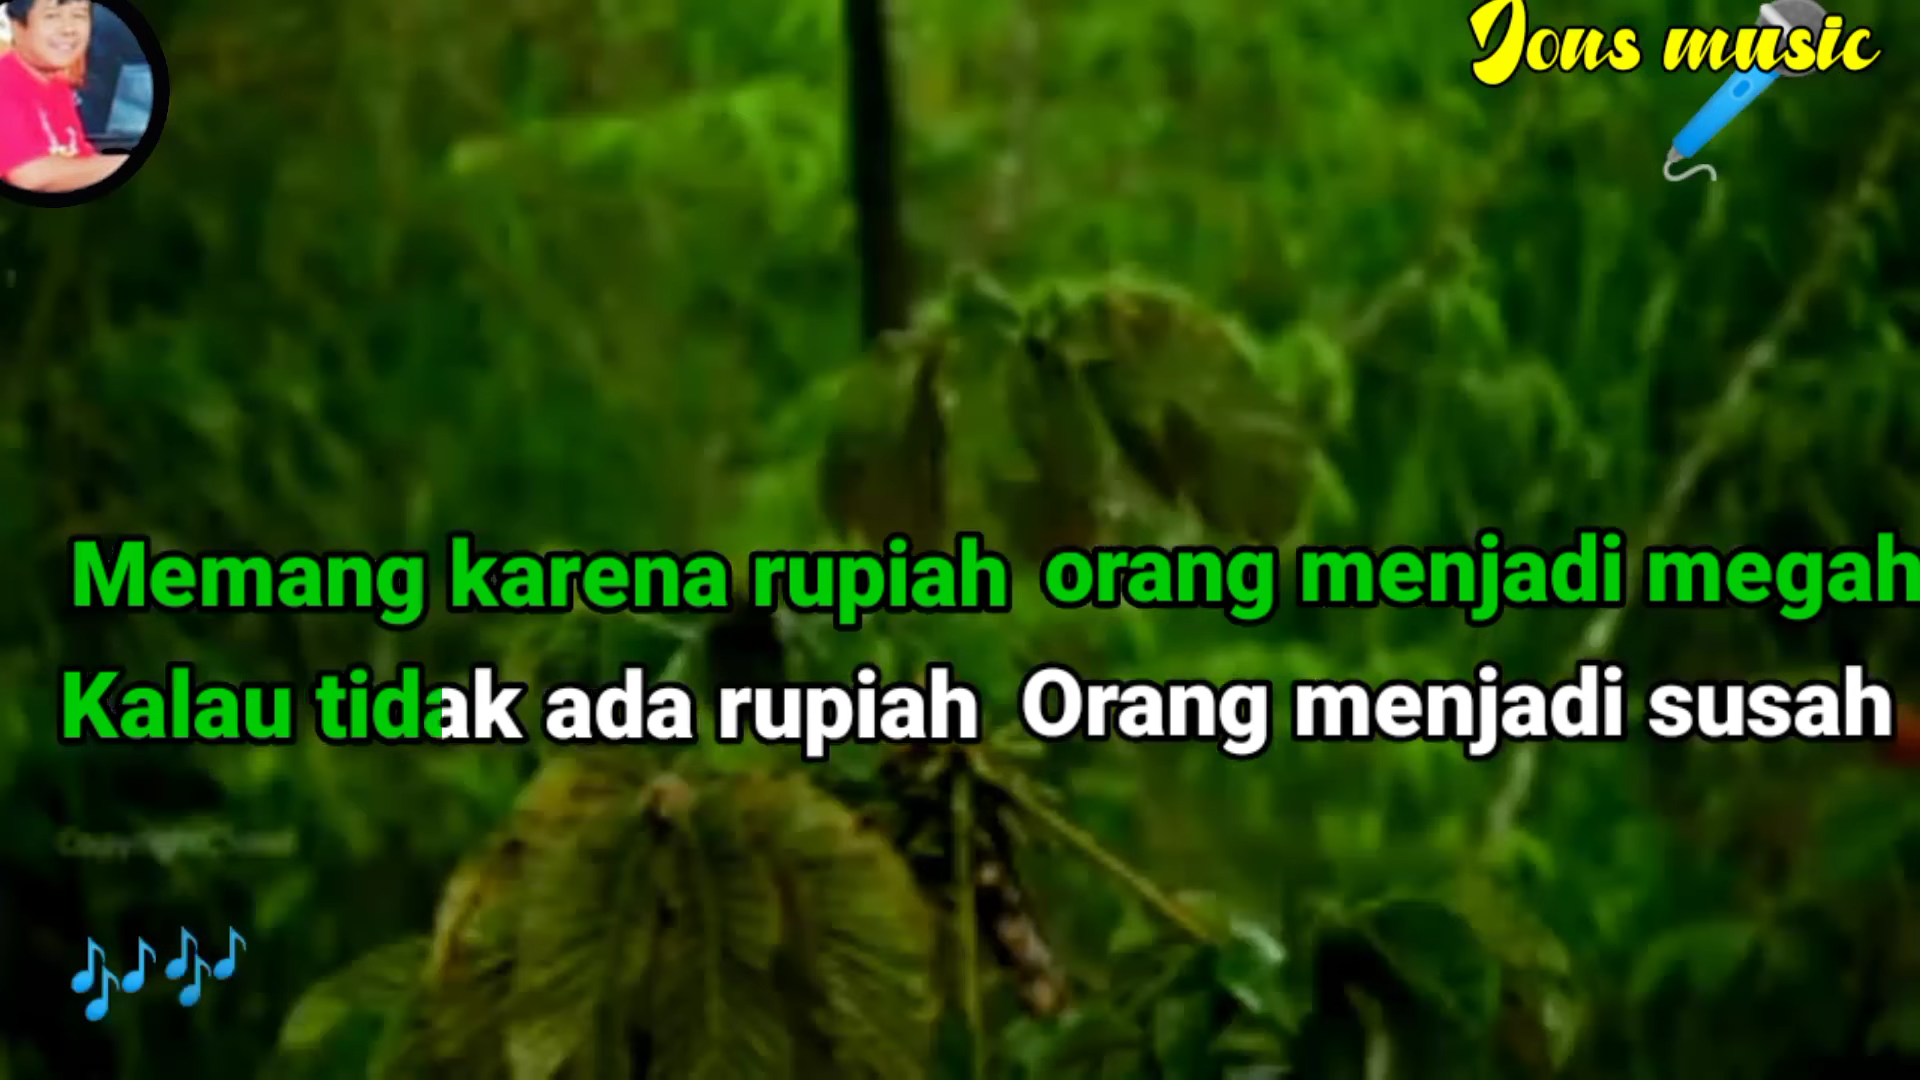 Jons music
Memang karena rupiah orang menjadi megah
Kalau tidak ada rupiah Orang menjadi susah